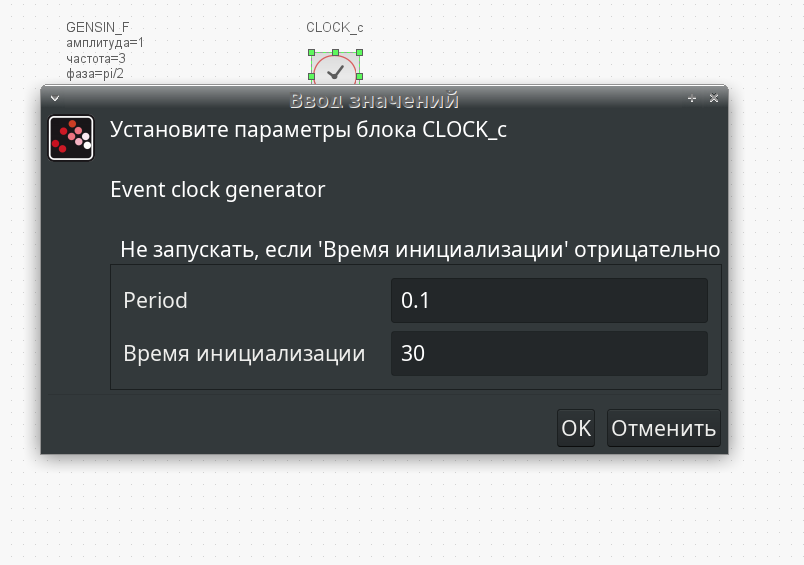 GENSIN_F
амплитуда=1
частота=3
фаза=pi/2
CLOCK_c
Ввод значений
Установите параметры блока CLOCK_c
Event clock generator
Не запускать, если 'Время инициализации' отрицательно
Period 0.1
Время инициализации 30
OK Отменить